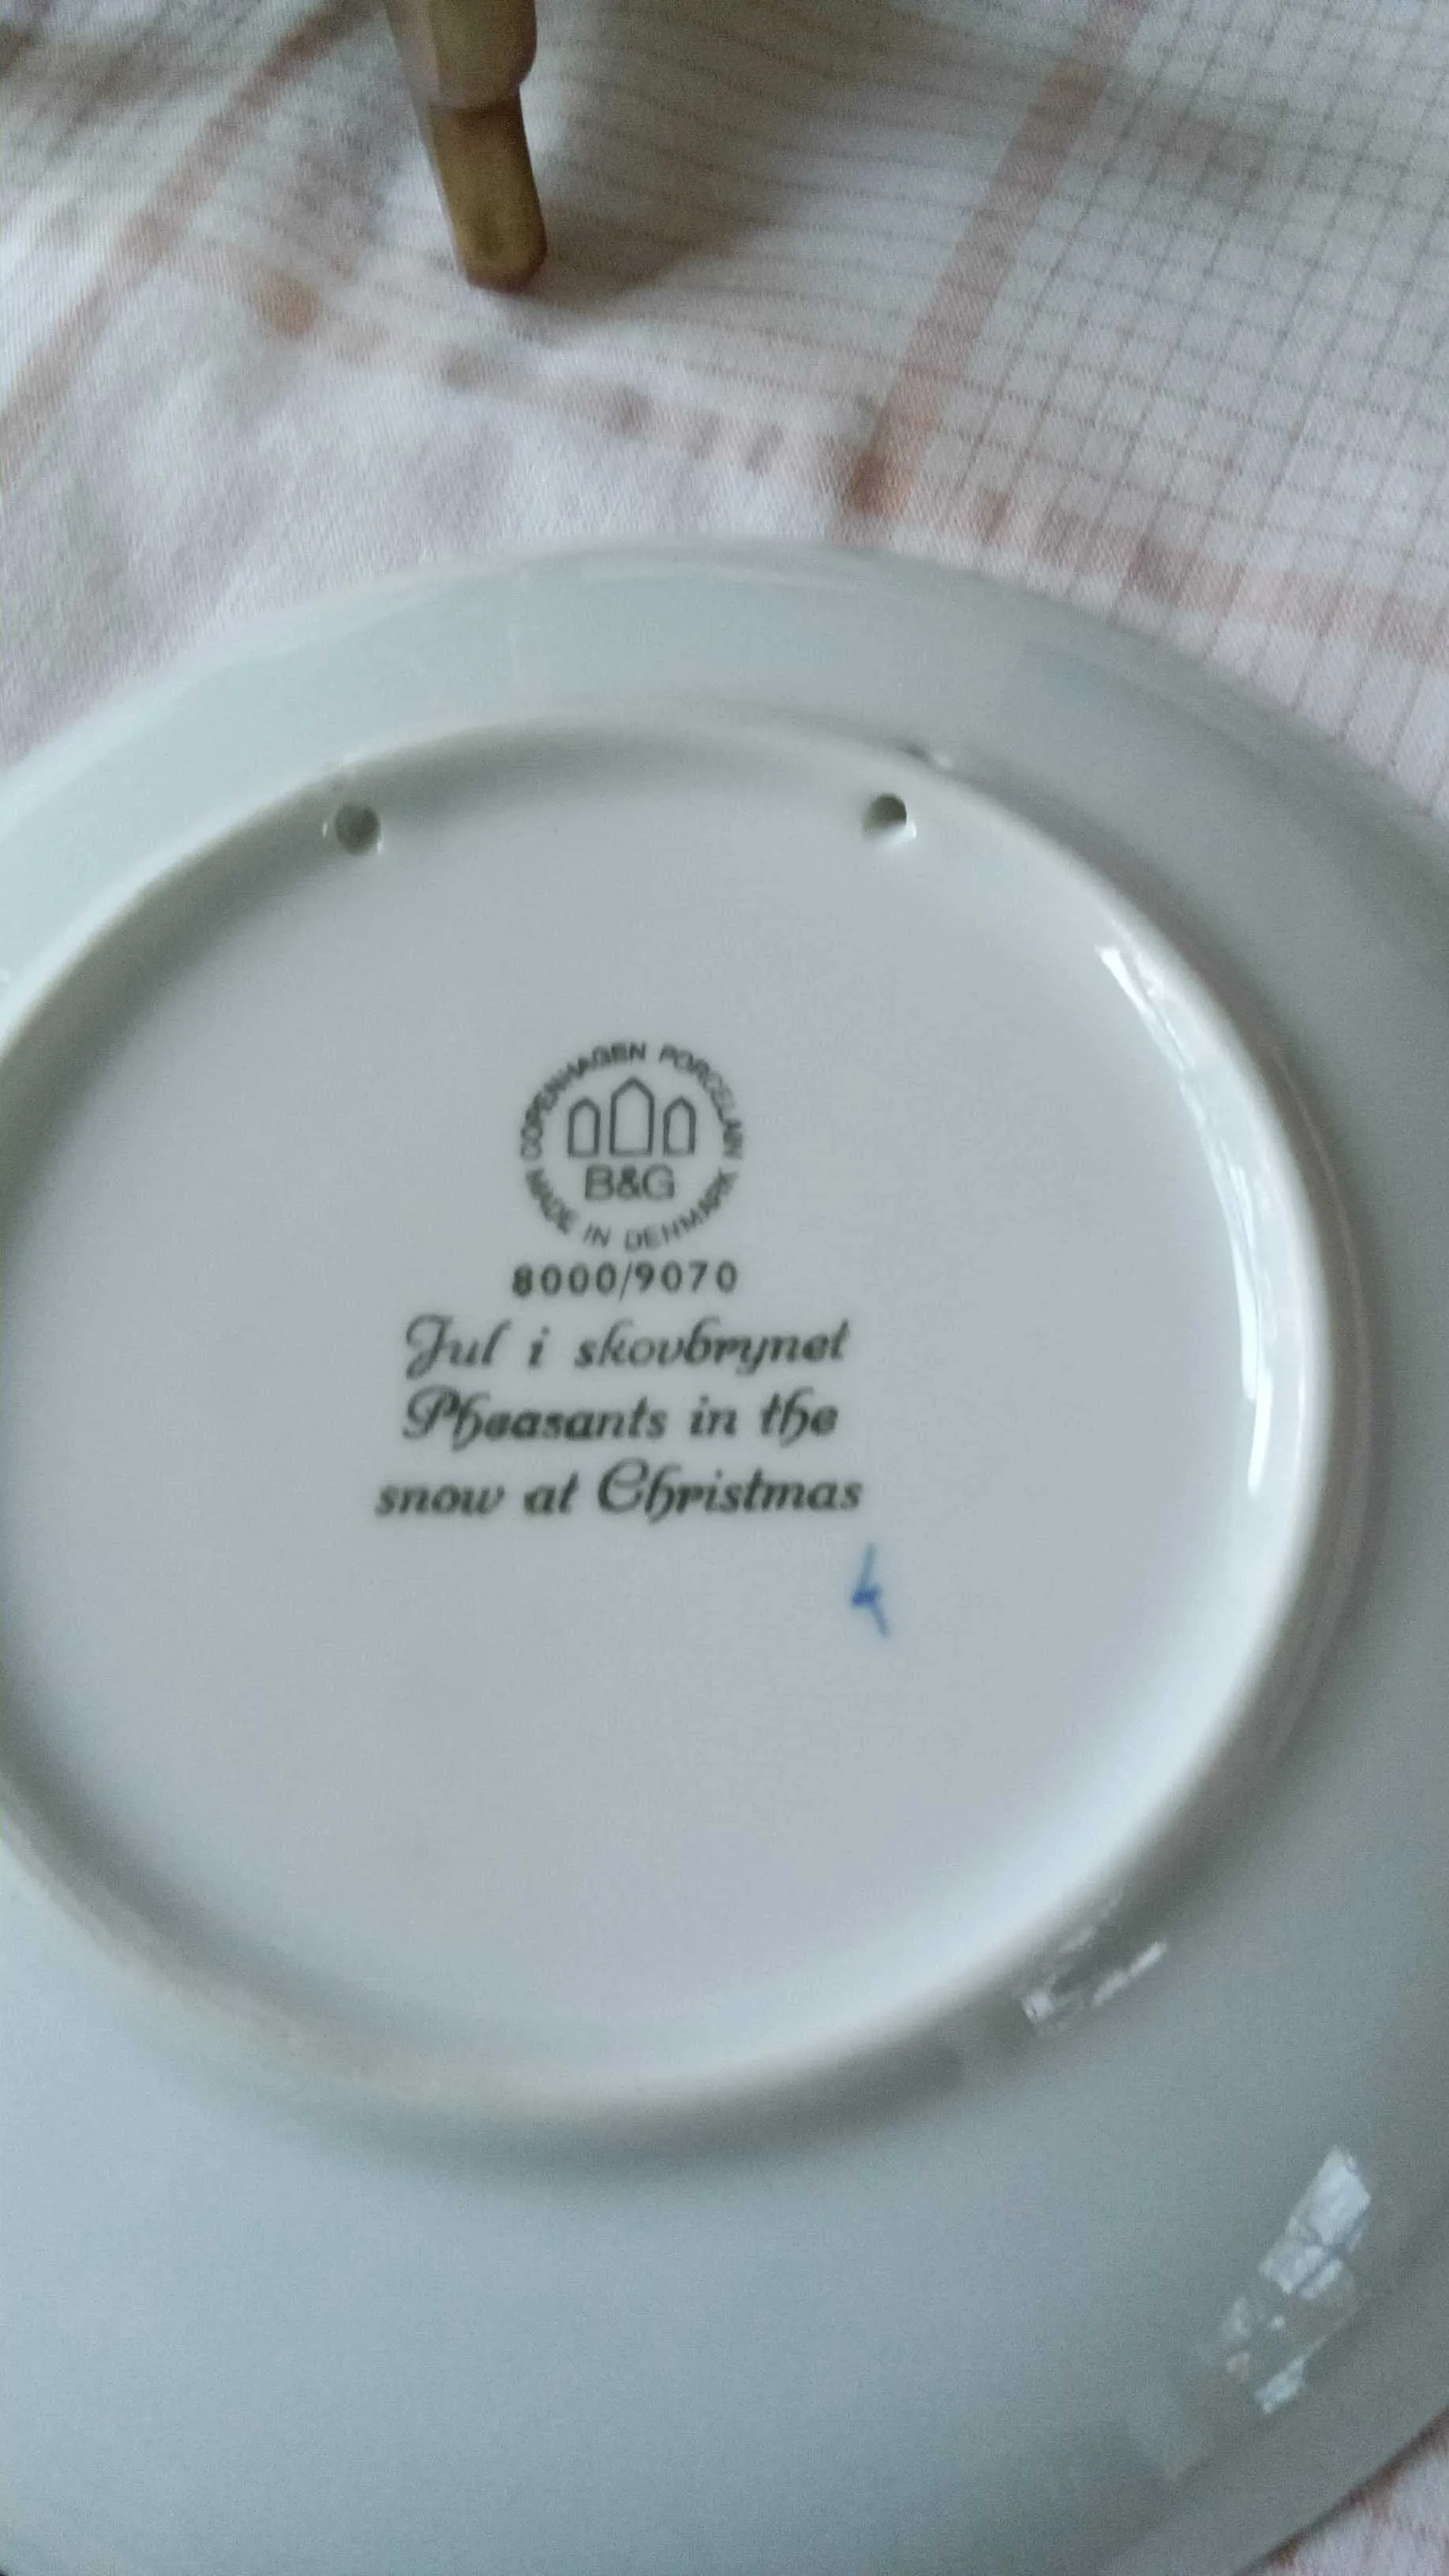 COPENHAGEN PORCELAIN
B&G
MADE IN DENMARK
8000/9070
Jul i skovbrynet
Pheasants in the
snow at Christmas